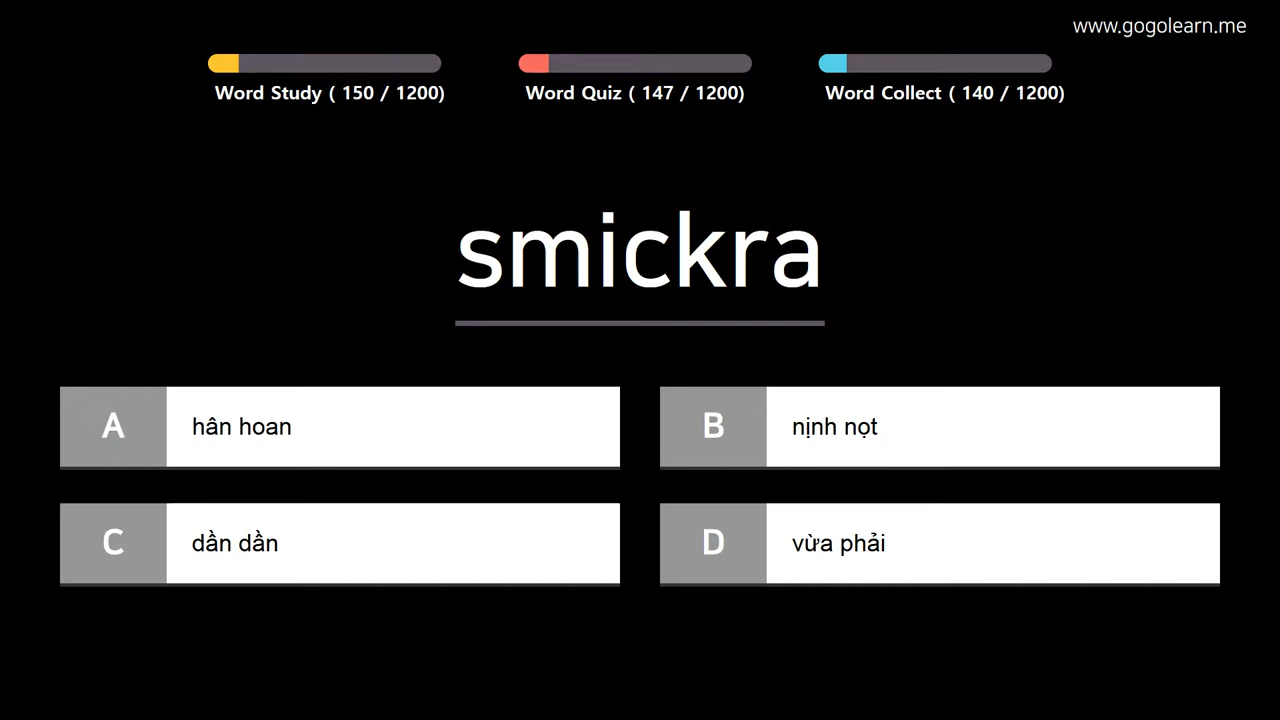 www.gogolearn.me
Word Study ( 150 / 1200)
Word Quiz ( 147 / 1200)
Word Collect ( 140 / 1200)
smickra
A hân hoan
B nịnh nọt
C dần dần
D vừa phải